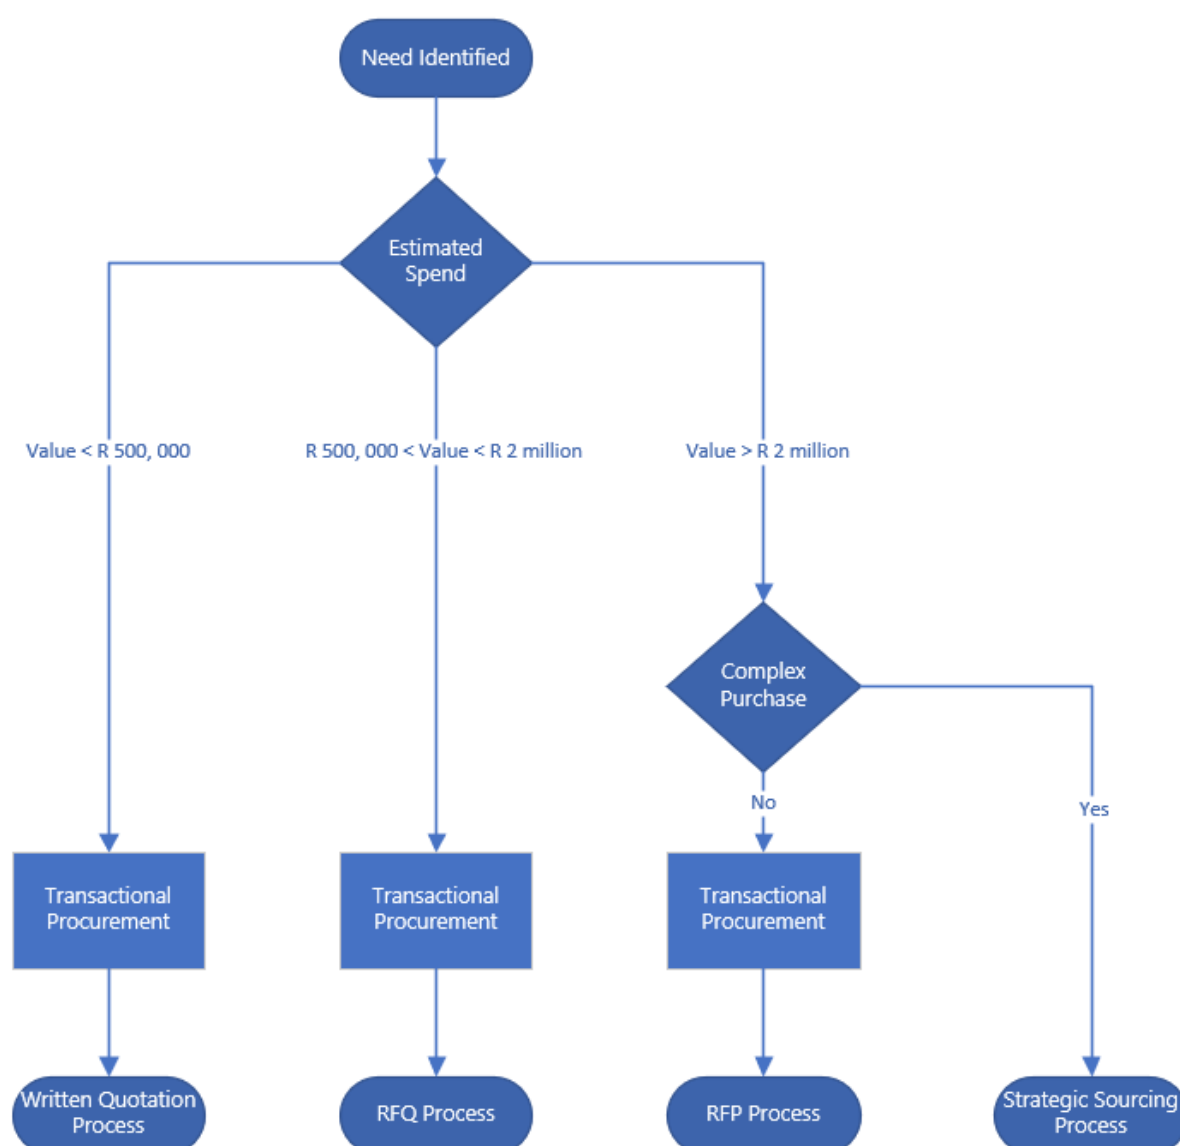 Need Identified
Estimated
Spend
Value < R 500, 000
R 500, 000 < Value < R 2 million
Value > R 2 million
Complex
Purchase
No
Yes
Transactional
Procurement
Transactional
Procurement
Transactional
Procurement
Written Quotation
Process
RFQ Process
RFP Process
Strategic Sourcing
Process